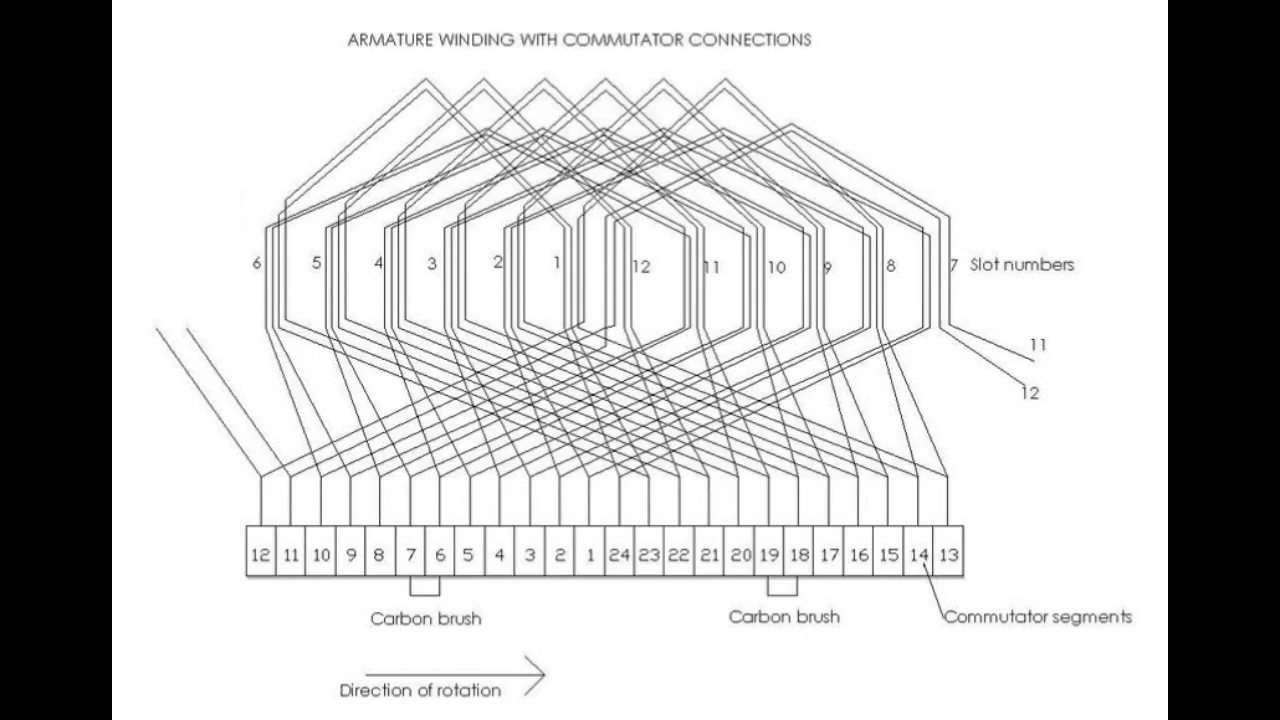 ARMATURE WINDING WITH COMMUTATOR CONNECTIONS
6 5 4 3 2 1 12 11 10 9 8 7 Slot numbers
11
12
12 11 10 9 8 7 6 5 4 3 2 1 24 23 22 21 20 19 18 17 16 15 14 13
Carbon brush Carbon brush Commutator segments
Direction of rotation